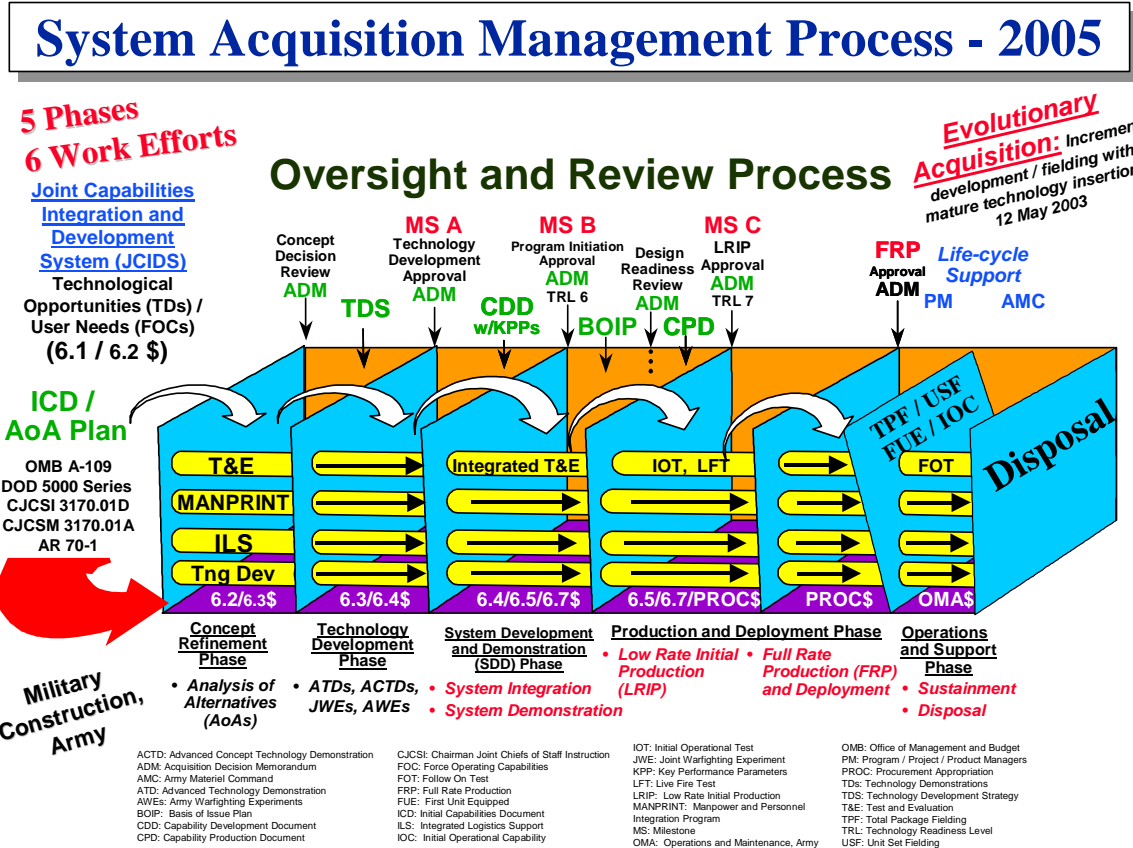 System Acquisition Management Process - 2005
5 Phases
6 Work Efforts
Evolutionary
Acquisition: Incremen
development / fielding with
mature technology insertion
12 May 2003
Oversight and Review Process
Joint Capabilities
Integration and
Development
System (JCIDS)
Technological
Opportunities (TDs) /
User Needs (FOCs)
(6.1 / 6.2 $)
Concept
Decision
Review
ADM
TDS
MS A
Technology
Development
Approval
ADM
CDD
w/KPPs
MS B
Program Initiation
Approval
ADM
TRL 6
BOIP
Design
Readiness
Review
ADM
CPD
MS C
LRIP
Approval
ADM
TRL 7
FRP
Approval
ADM
Life-cycle
Support
PM AMC
ICD /
AoA Plan
OMB A-109
DOD 5000 Series
CJCSI 3170.01D
CJCSM 3170.01A
AR 70-1
TPF / USF
FUE / IOC
Disposal
T&E Integrated T&E IOT, LFT FOT
MANPRINT
ILS
Tng Dev
6.2/6.3$ 6.3/6.4$ 6.4/6.5/6.7$ 6.5/6.7/PROC$ PROC$ OMA$
Concept
Refinement
Phase
• Analysis of
Alternatives
(AoAs)
Technology
Development
Phase
• ATDs, ACTDs,
JWEs, AWEs
System Development
and Demonstration
(SDD) Phase
• System Integration
• System Demonstration
Production and Deployment Phase
• Low Rate Initial
Production
(LRIP)
• Full Rate
Production (FRP)
and Deployment
Operations
and Support
Phase
• Sustainment
• Disposal
Military
Construction,
Army
ACTD: Advanced Concept Technology Demonstration
ADM: Acquisition Decision Memorandum
AMC: Army Materiel Command
ATD: Advanced Technology Demonstration
AWEs: Army Warfighting Experiments
BOIP: Basis of Issue Plan
CDD: Capability Development Document
CPD: Capability Production Document
CJCSI: Chairman Joint Chiefs of Staff Instruction
FOC: Force Operating Capabilities
FOT: Follow On Test
FRP: Full Rate Production
FUE: First Unit Equipped
ICD: Initial Capabilities Document
ILS: Integrated Logistics Support
IOC: Initial Operational Capability
IOT: Initial Operational Test
JWE: Joint Warfighting Experiment
KPP: Key Performance Parameters
LFT: Live Fire Test
LRIP: Low Rate Initial Production
MANPRINT: Manpower and Personnel
Integration Program
MS: Milestone
OMA: Operations and Maintenance, Army
OMB: Office of Management and Budget
PM: Program / Project / Product Managers
PROC: Procurement Appropriation
TDs: Technology Demonstrations
TDS: Technology Development Strategy
T&E: Test and Evaluation
TPF: Total Package Fielding
TRL: Technology Readiness Level
USF: Unit Set Fielding